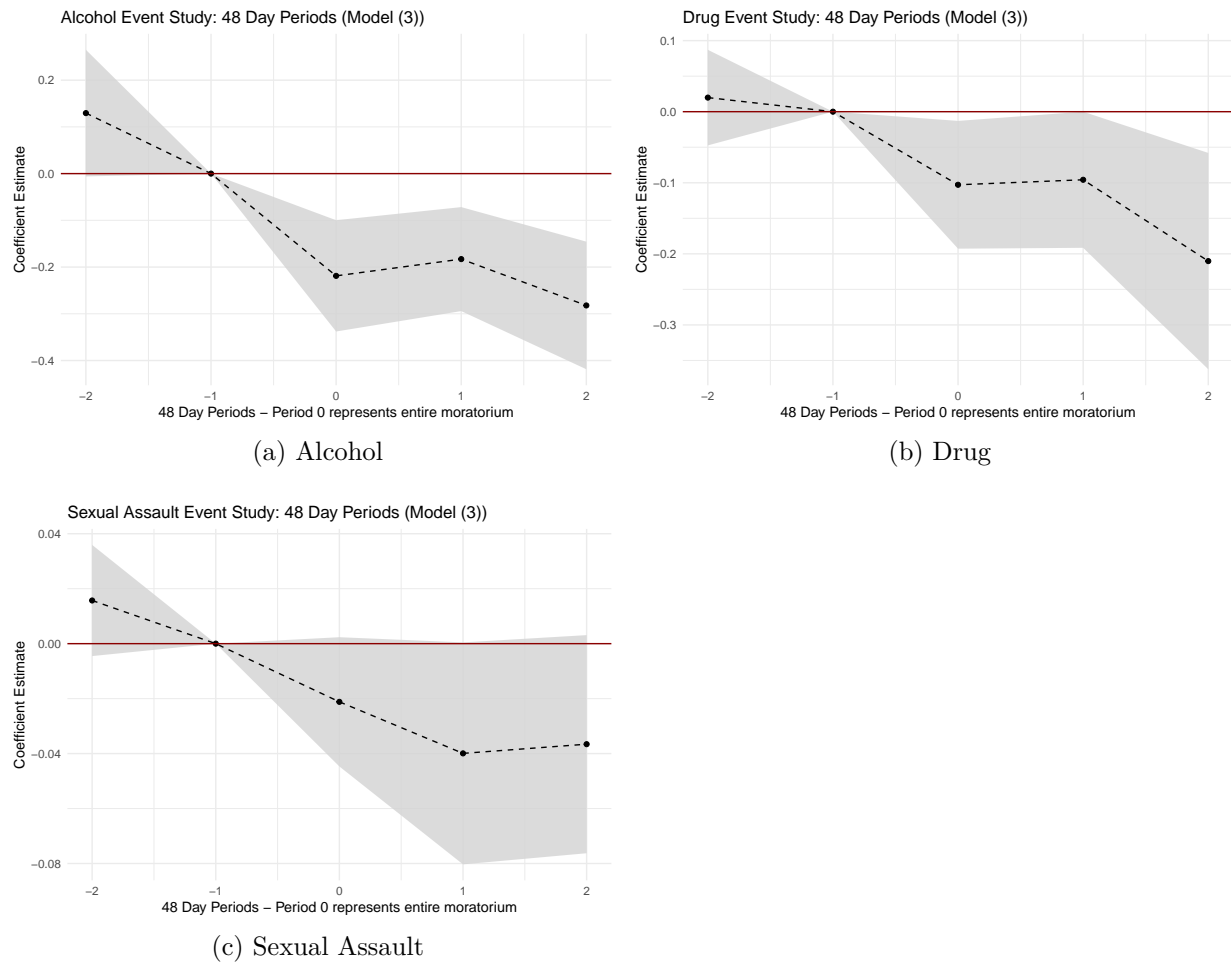 Alcohol Event Study: 48 Day Periods (Model (3))
Coefficient Estimate
0.2
0.0
−0.2
−0.4
−2 −1 0 1 2
48 Day Periods − Period 0 represents entire moratorium
(a) Alcohol
Drug Event Study: 48 Day Periods (Model (3))
Coefficient Estimate
0.1
0.0
−0.1
−0.2
−0.3
−2 −1 0 1 2
48 Day Periods − Period 0 represents entire moratorium
(b) Drug
Sexual Assault Event Study: 48 Day Periods (Model (3))
Coefficient Estimate
0.04
0.00
−0.04
−0.08
−2 −1 0 1 2
48 Day Periods − Period 0 represents entire moratorium
(c) Sexual Assault